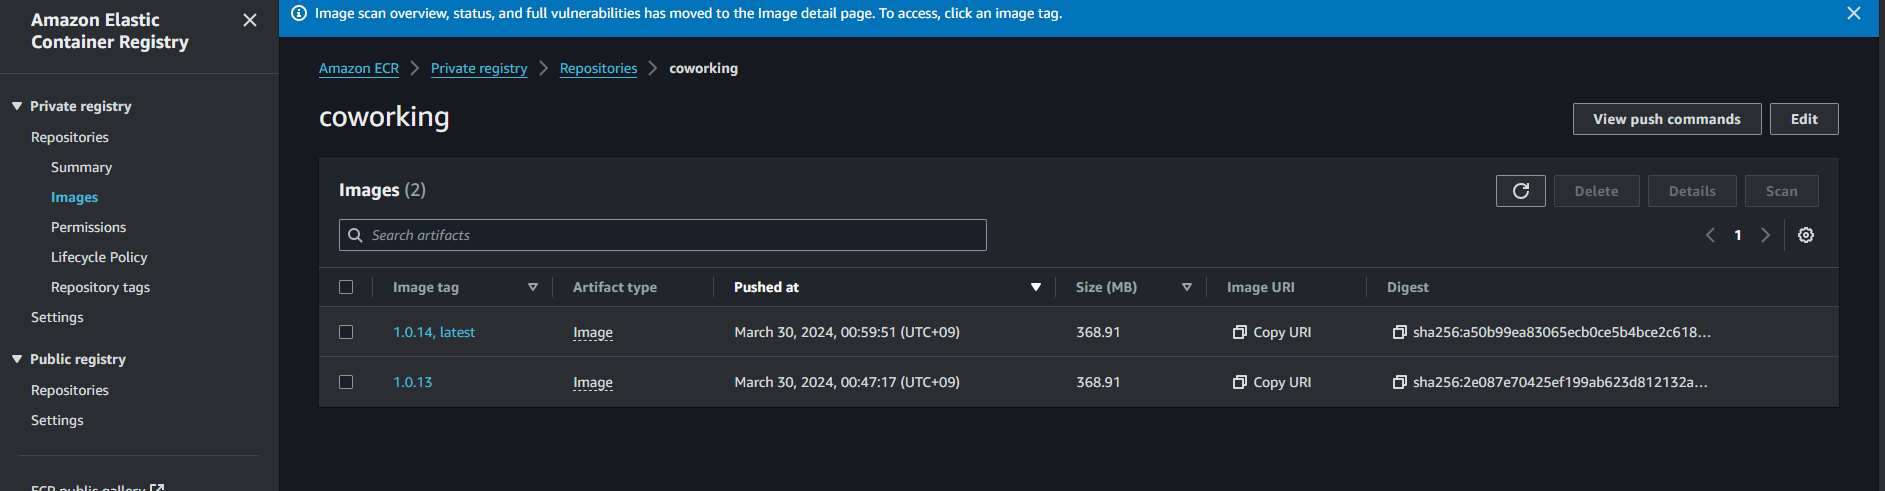 Amazon Elastic
Container Registry
Private registry
Repositories
Summary
Images
Permissions
Lifecycle Policy
Repository tags
Settings
Public registry
Repositories
Settings
ECR public gallery
Image scan overview, status, and full vulnerabilities has moved to the Image detail page. To access, click an image tag.
Amazon ECR > Private registry > Repositories > coworking
coworking
View push commands Edit
Images (2)
Delete Details Scan
Search artifacts
1
Image tag Artifact type Pushed at Size (MB) Image URI Digest
1.0.14, latest Image March 30, 2024, 00:59:51 (UTC+09) 368.91 Copy URI sha256:a50b99ea83065ecb0ce5b4bce2c618...
1.0.13 Image March 30, 2024, 00:47:17 (UTC+09) 368.91 Copy URI sha256:2e087e70425ef199ab623d812132a...